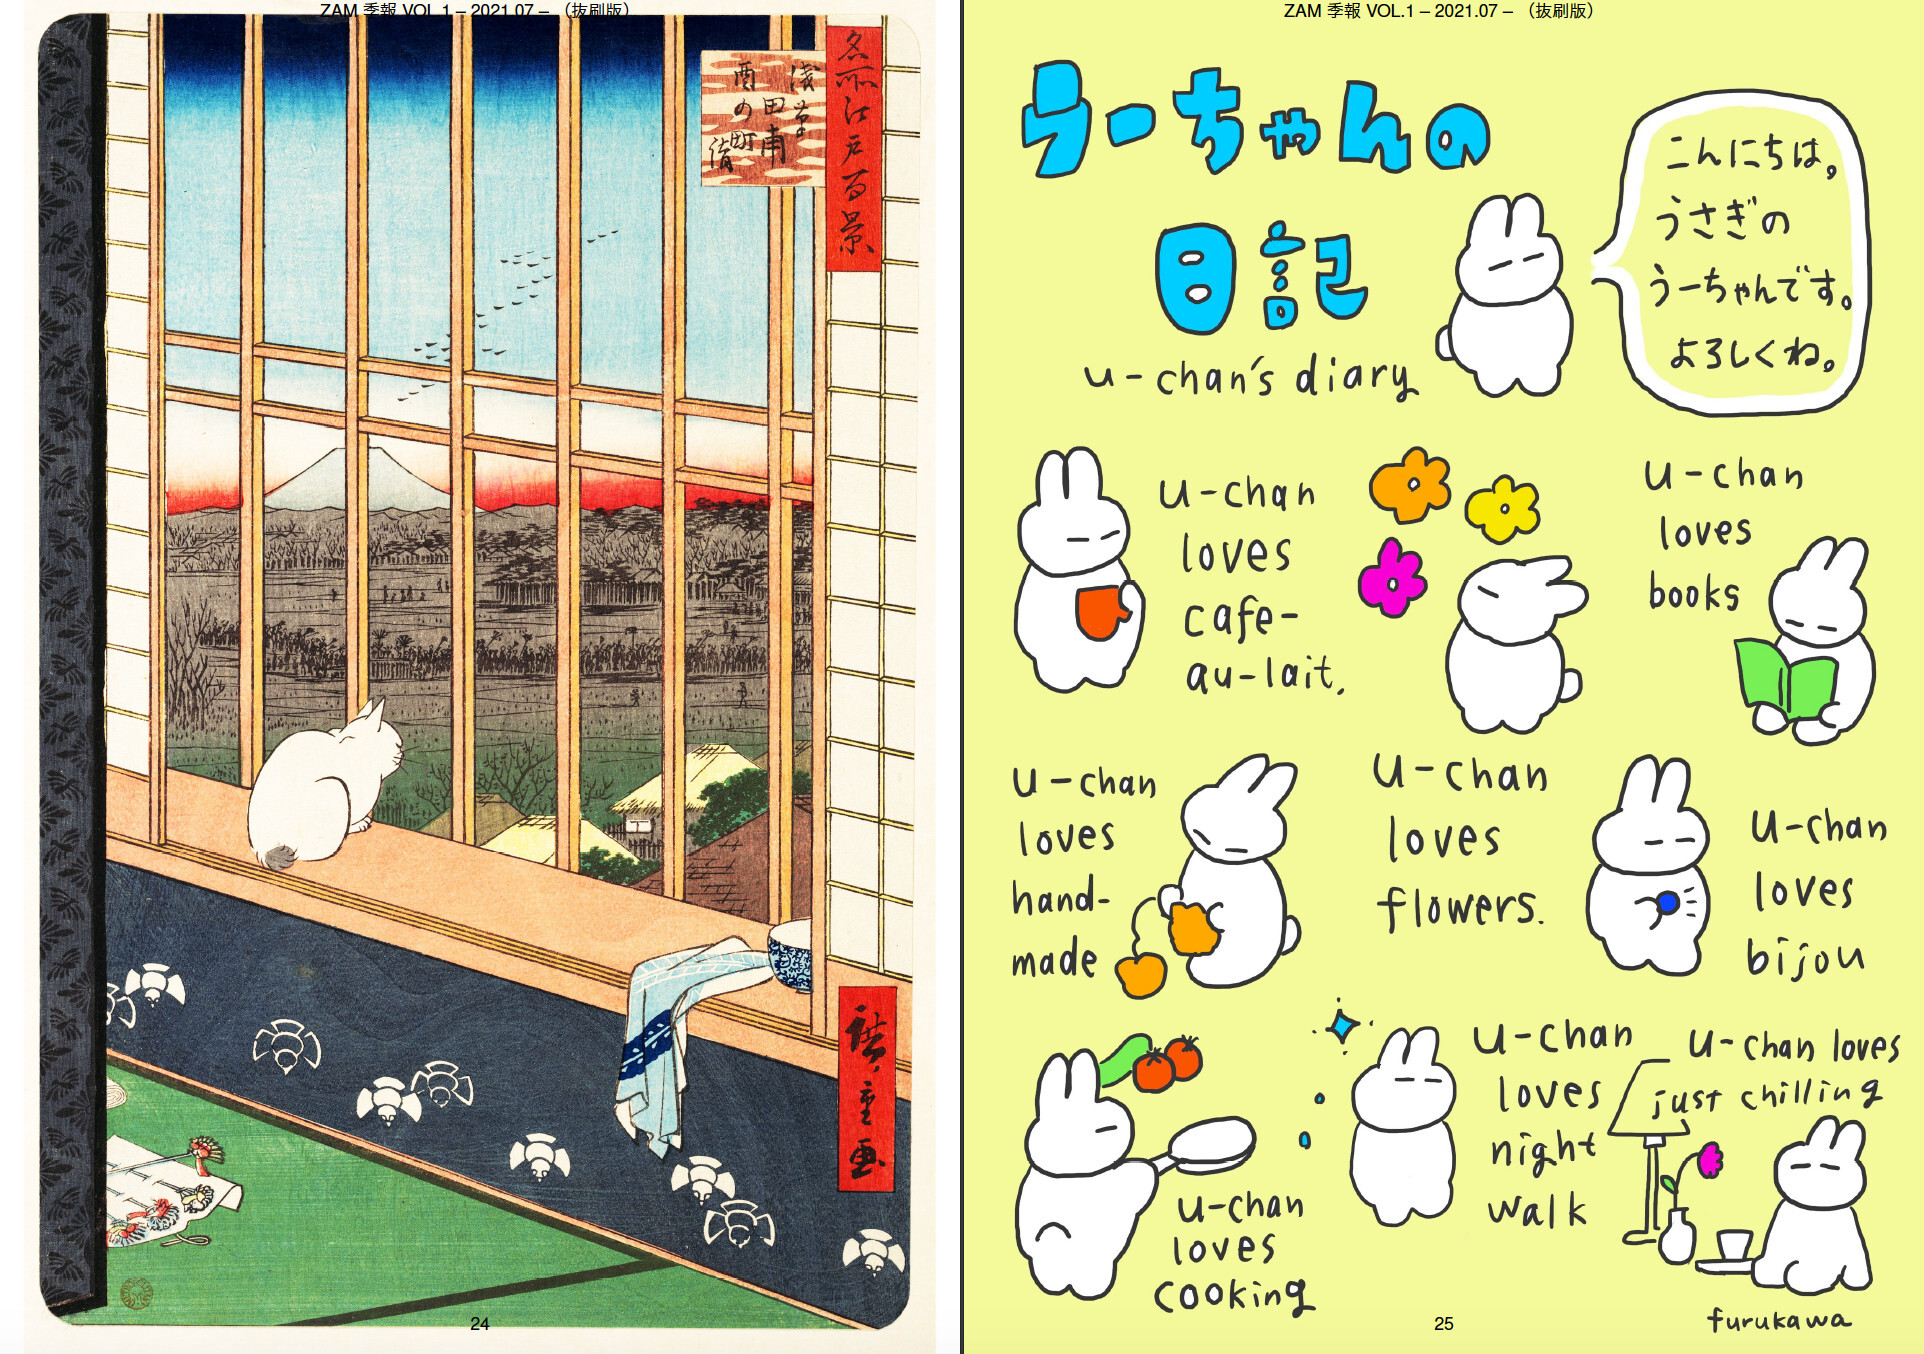 ZAM 季報 VOL.1 – 2021.07 – （抜刷版）
名所江戸百景
浅草
田甫
酉の町
詣
廣重画
24
ZAM 季報 VOL.1 – 2021.07 – （抜刷版）
うーちゃんの
日記
u-chan's diary
こんにちは。
うさぎの
うーちゃんです。
よろしくね。
u-chan
loves
cafe-
au-lait.
u-chan
loves
books
u-chan
loves
hand-
made
u-chan
loves
flowers.
u-chan
loves
bijou
u-chan
loves
cooking
u-chan
loves
night
walk
u-chan loves
just chilling
furukawa
25